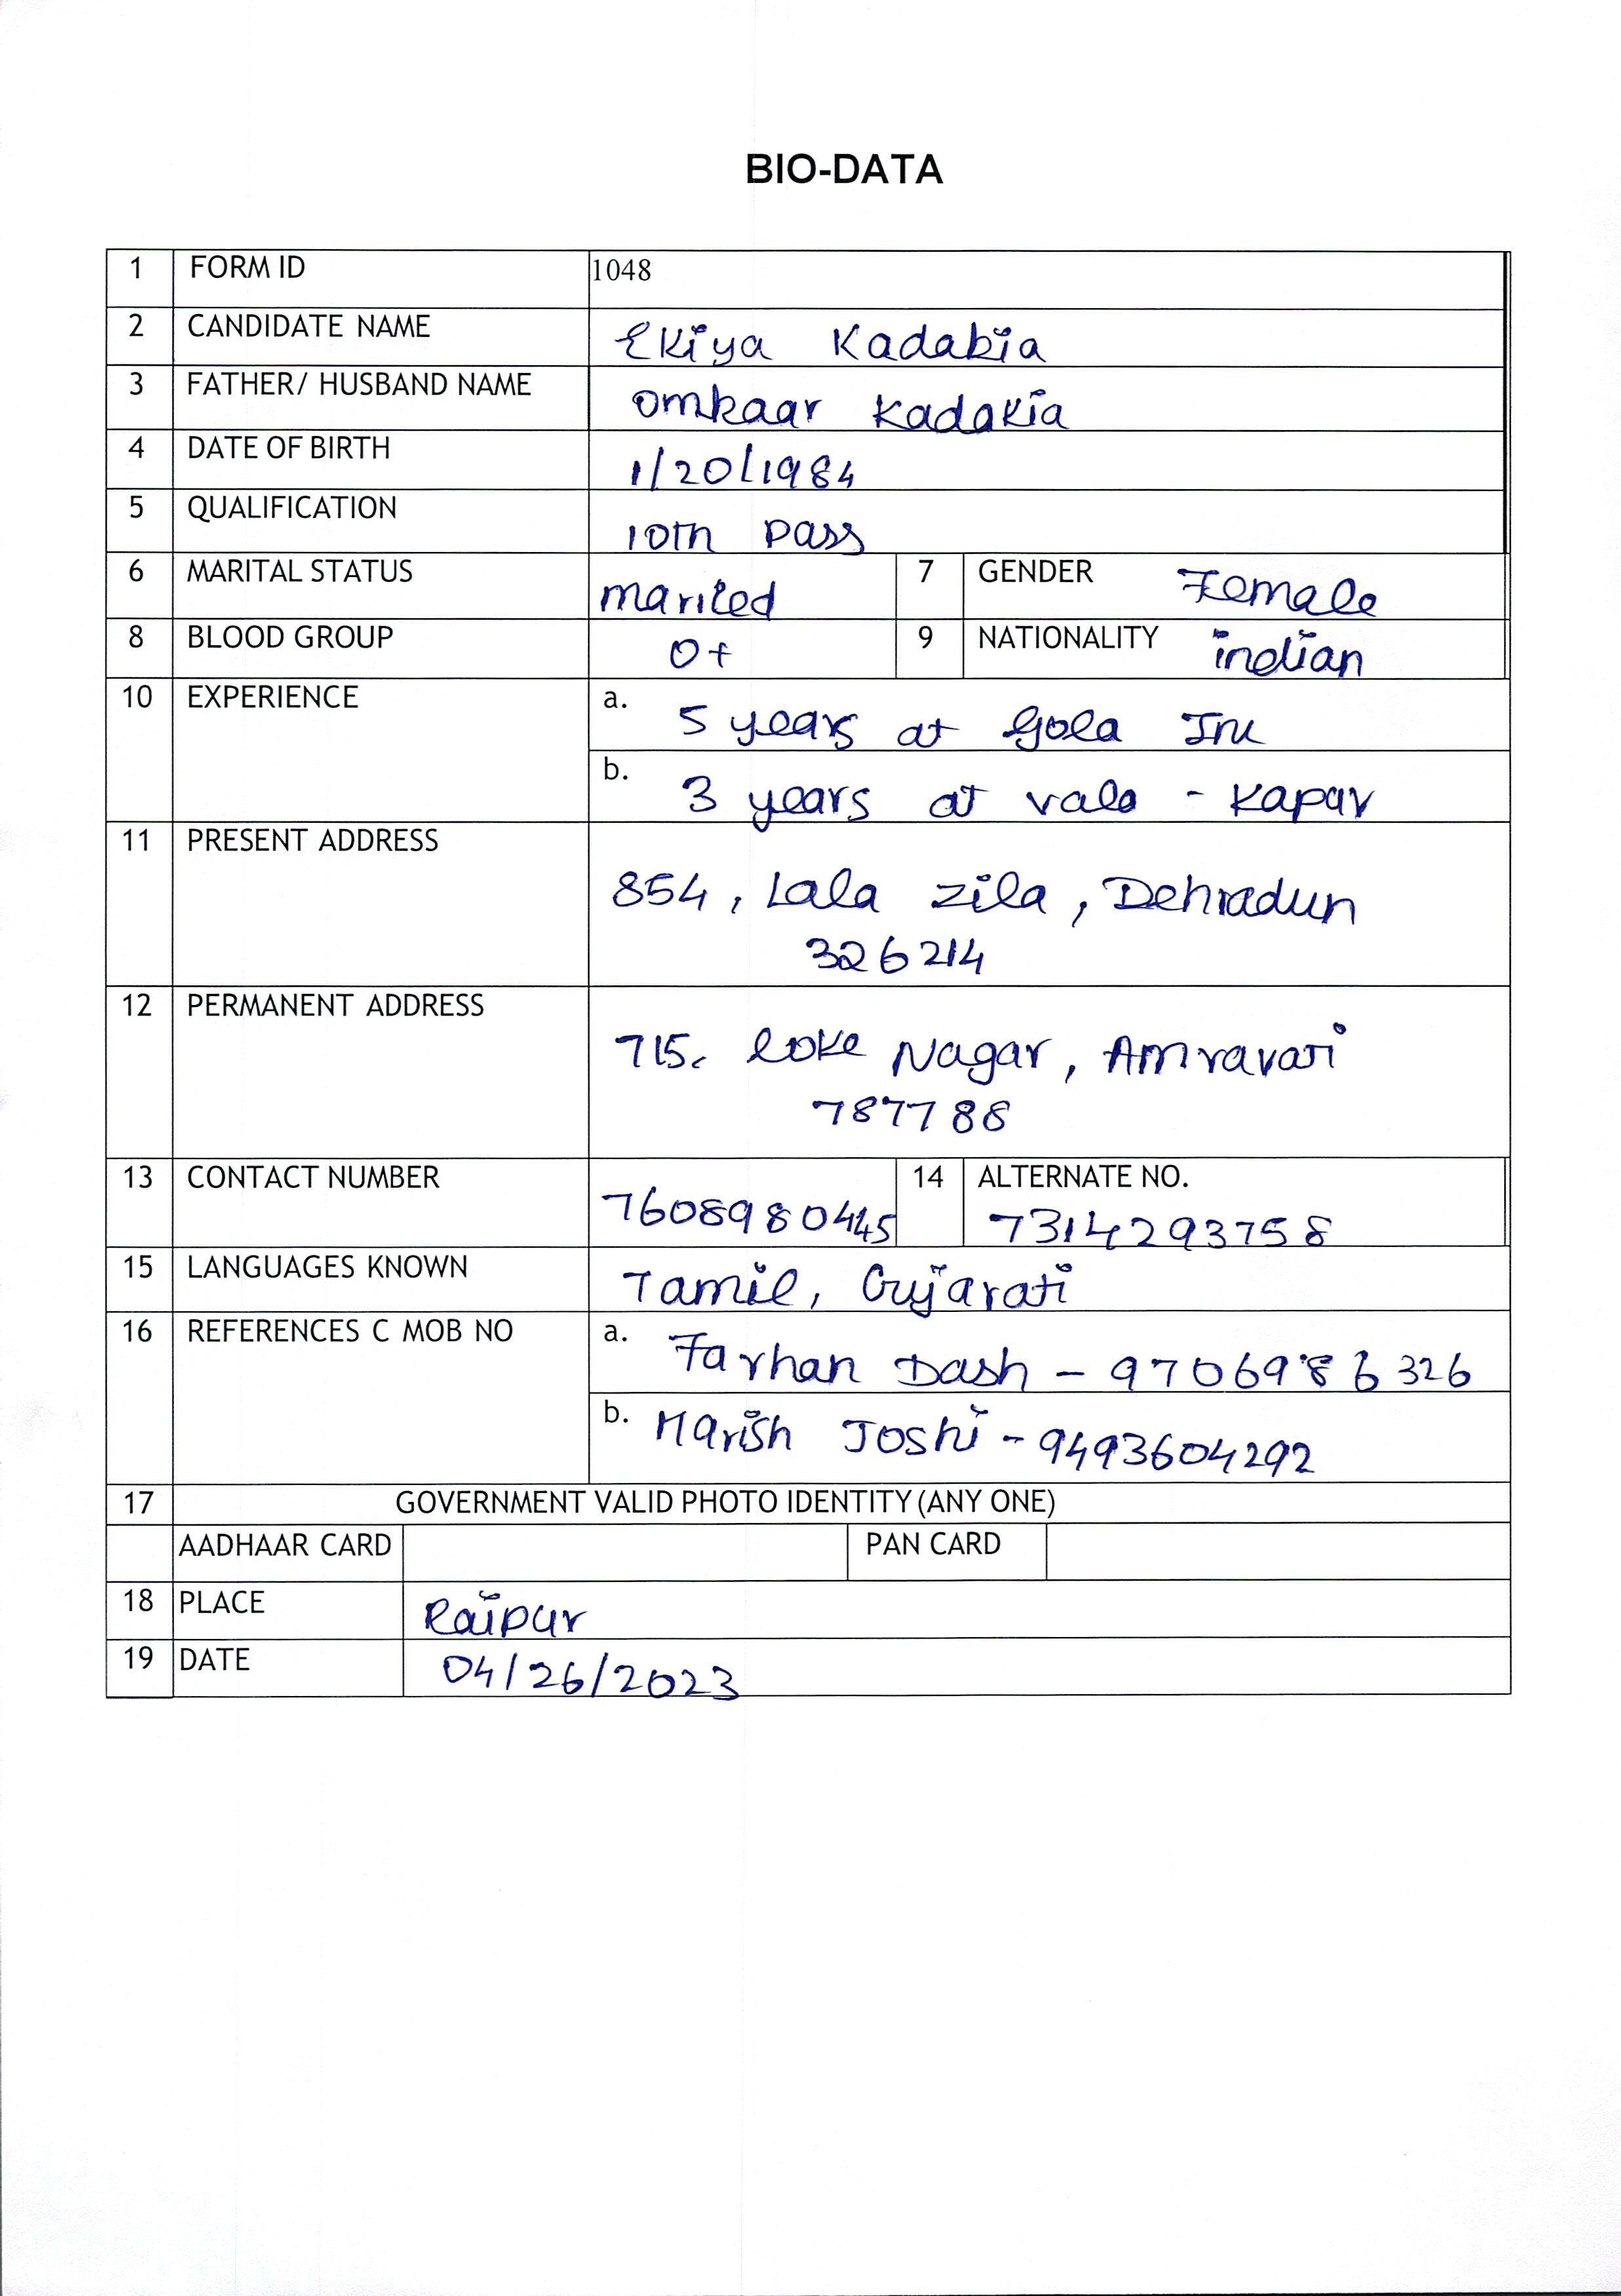 BIO-DATA
1 FORM ID 1048
2 CANDIDATE NAME Ekiya Kadabia
3 FATHER/ HUSBAND NAME Omkaar Kadakia
4 DATE OF BIRTH 1/20/1984
5 QUALIFICATION 10th pass
6 MARITAL STATUS 7 GENDER Female
8 BLOOD GROUP O+ 9 NATIONALITY indian
10 EXPERIENCE a. 5 years at Gola
b. 3 years at vala - Kapar
11 PRESENT ADDRESS
854, Lala zila, Dehradun
326214
12 PERMANENT ADDRESS
715, Loke Nagar, Amravati
787788
13 CONTACT NUMBER 7608980445 14 ALTERNATE NO.
7314293758
15 LANGUAGES KNOWN Tamil, Gujarati
16 REFERENCES C MOB NO a. Farhan Dash - 9706986326
b. Harish Joshi - 9493604292
17 GOVERNMENT VALID PHOTO IDENTITY (ANY ONE)
AADHAAR CARD PAN CARD
18 PLACE Raipur
19 DATE 04/26/2023